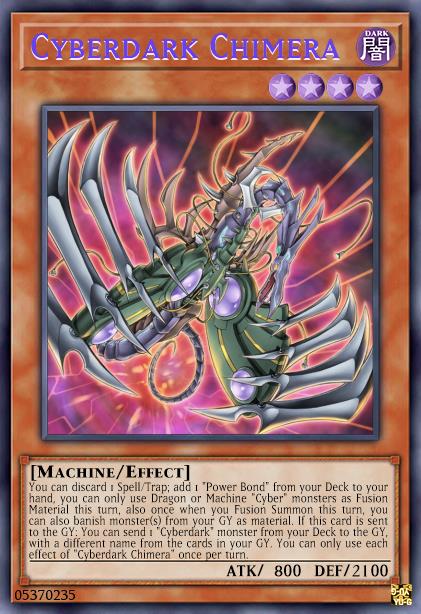 CYBERDARK CHIMERA
DARK
闇
[MACHINE/EFFECT]
You can discard 1 Spell/Trap; add 1 "Power Bond" from your Deck to your
hand, you can only use Dragon or Machine "Cyber" monsters as Fusion
Material this turn, also once when you Fusion Summon this turn, you
can also banish monster(s) from your GY as material. If this card is sent
to the GY: You can send 1 "Cyberdark" monster from your Deck to the GY,
with a different name from the cards in your GY. You can only use each
effect of "Cyberdark Chimera" once per turn.
ATK/ 800 DEF/2100
05370235